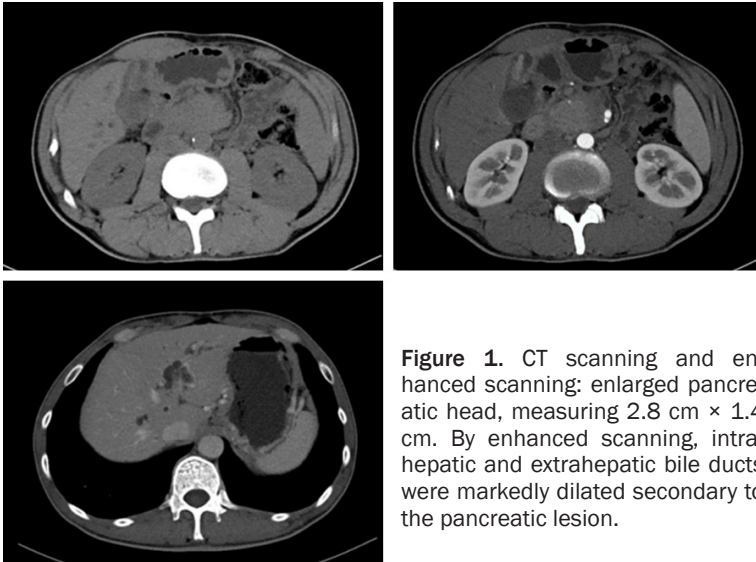 Figure 1. CT scanning and en-
hanced scanning: enlarged pancre-
atic head, measuring 2.8 cm × 1.4
cm. By enhanced scanning, intra-
hepatic and extrahepatic bile ducts
were markedly dilated secondary to
the pancreatic lesion.